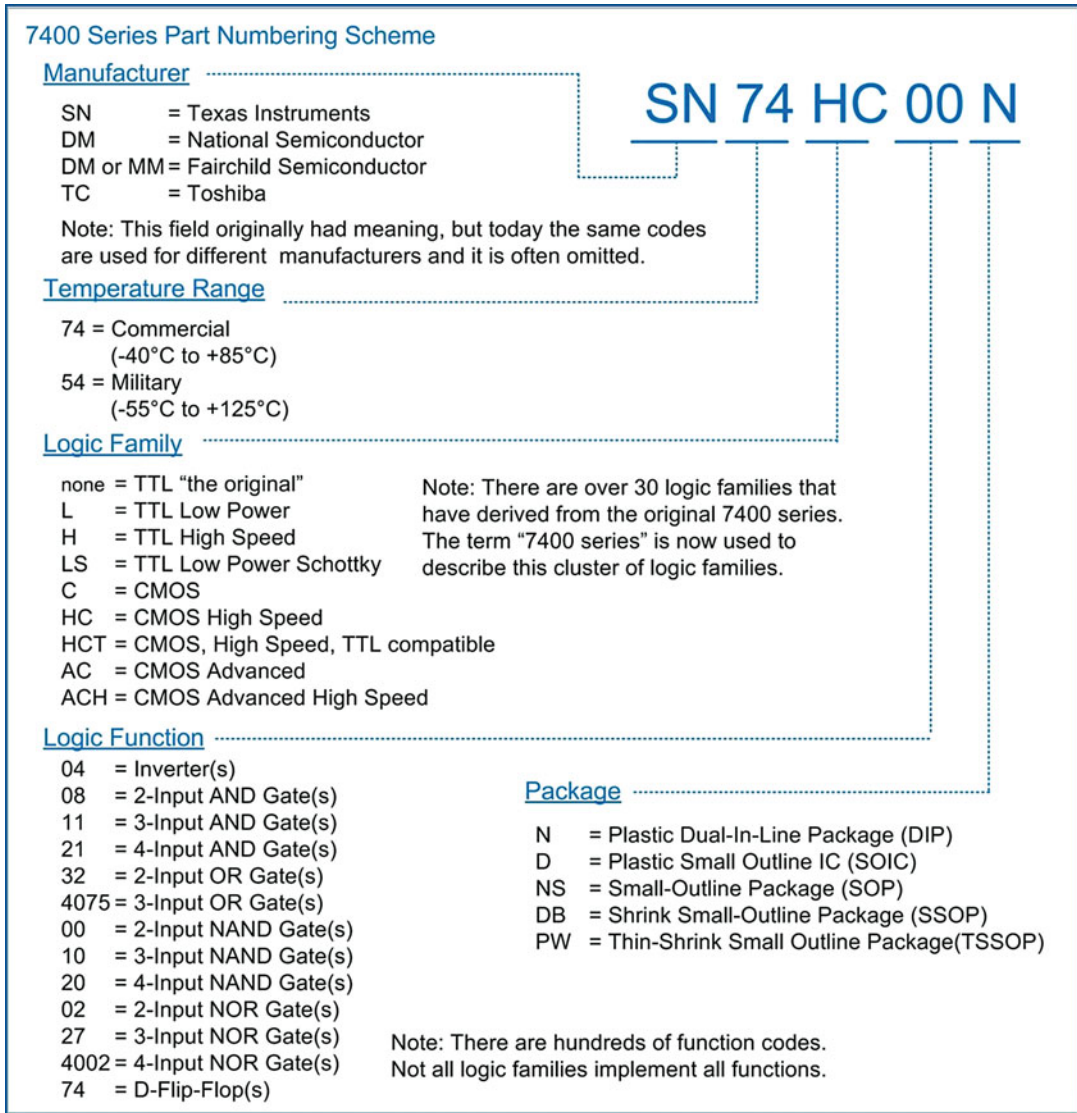 7400 Series Part Numbering Scheme
SN 74 HC 00 N
Manufacturer
SN = Texas Instruments
DM = National Semiconductor
DM or MM = Fairchild Semiconductor
TC = Toshiba
Note: This field originally had meaning, but today the same codes
are used for different manufacturers and it is often omitted.
Temperature Range
74 = Commercial
(-40°C to +85°C)
54 = Military
(-55°C to +125°C)
Logic Family
none = TTL “the original”
L = TTL Low Power
H = TTL High Speed
LS = TTL Low Power Schottky
C = CMOS
HC = CMOS High Speed
HCT = CMOS, High Speed, TTL compatible
AC = CMOS Advanced
ACH = CMOS Advanced High Speed
Note: There are over 30 logic families that
have derived from the original 7400 series.
The term “7400 series” is now used to
describe this cluster of logic families.
Logic Function
04 = Inverter(s)
08 = 2-Input AND Gate(s)
11 = 3-Input AND Gate(s)
21 = 4-Input AND Gate(s)
32 = 2-Input OR Gate(s)
4075 = 3-Input OR Gate(s)
00 = 2-Input NAND Gate(s)
10 = 3-Input NAND Gate(s)
20 = 4-Input NAND Gate(s)
02 = 2-Input NOR Gate(s)
27 = 3-Input NOR Gate(s)
4002 = 4-Input NOR Gate(s)
74 = D-Flip-Flop(s)
Package
N = Plastic Dual-In-Line Package (DIP)
D = Plastic Small Outline IC (SOIC)
NS = Small-Outline Package (SOP)
DB = Shrink Small-Outline Package (SSOP)
PW = Thin-Shrink Small Outline Package(TSSOP)
Note: There are hundreds of function codes.
Not all logic families implement all functions.